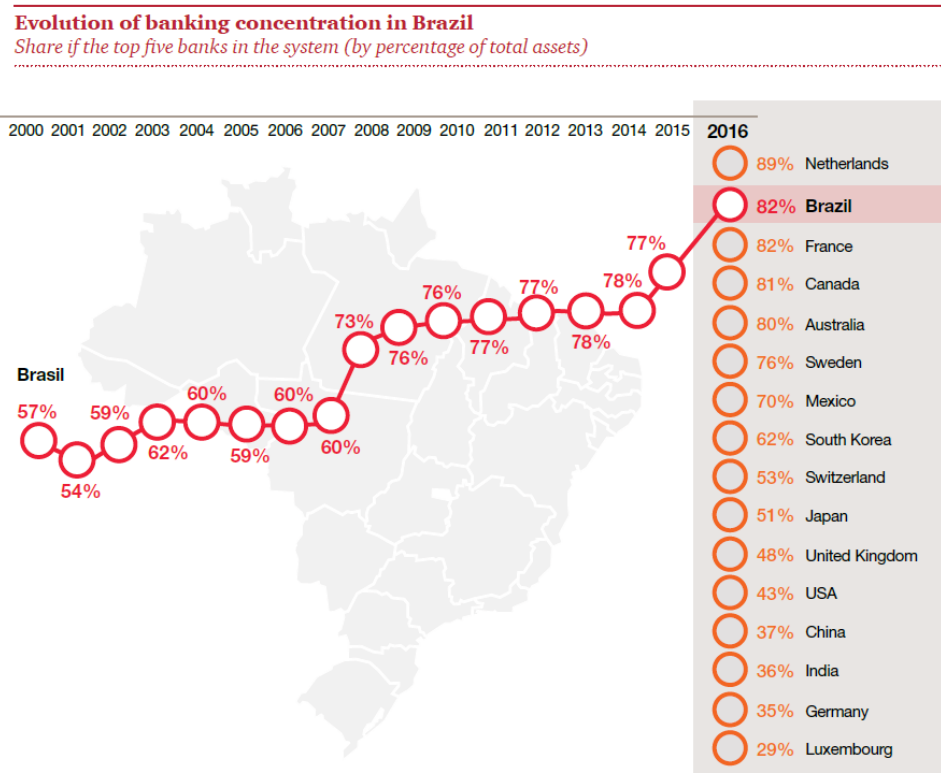 Evolution of banking concentration in Brazil
Share if the top five banks in the system (by percentage of total assets)
2000 2001 2002 2003 2004 2005 2006 2007 2008 2009 2010 2011 2012 2013 2014 2015 2016
Brasil
57%
54%
59%
62%
60%
59%
60%
60%
73%
76%
76%
77%
77%
78%
78%
77%
89% Netherlands
82% Brazil
82% France
81% Canada
80% Australia
76% Sweden
70% Mexico
62% South Korea
53% Switzerland
51% Japan
48% United Kingdom
43% USA
37% China
36% India
35% Germany
29% Luxembourg